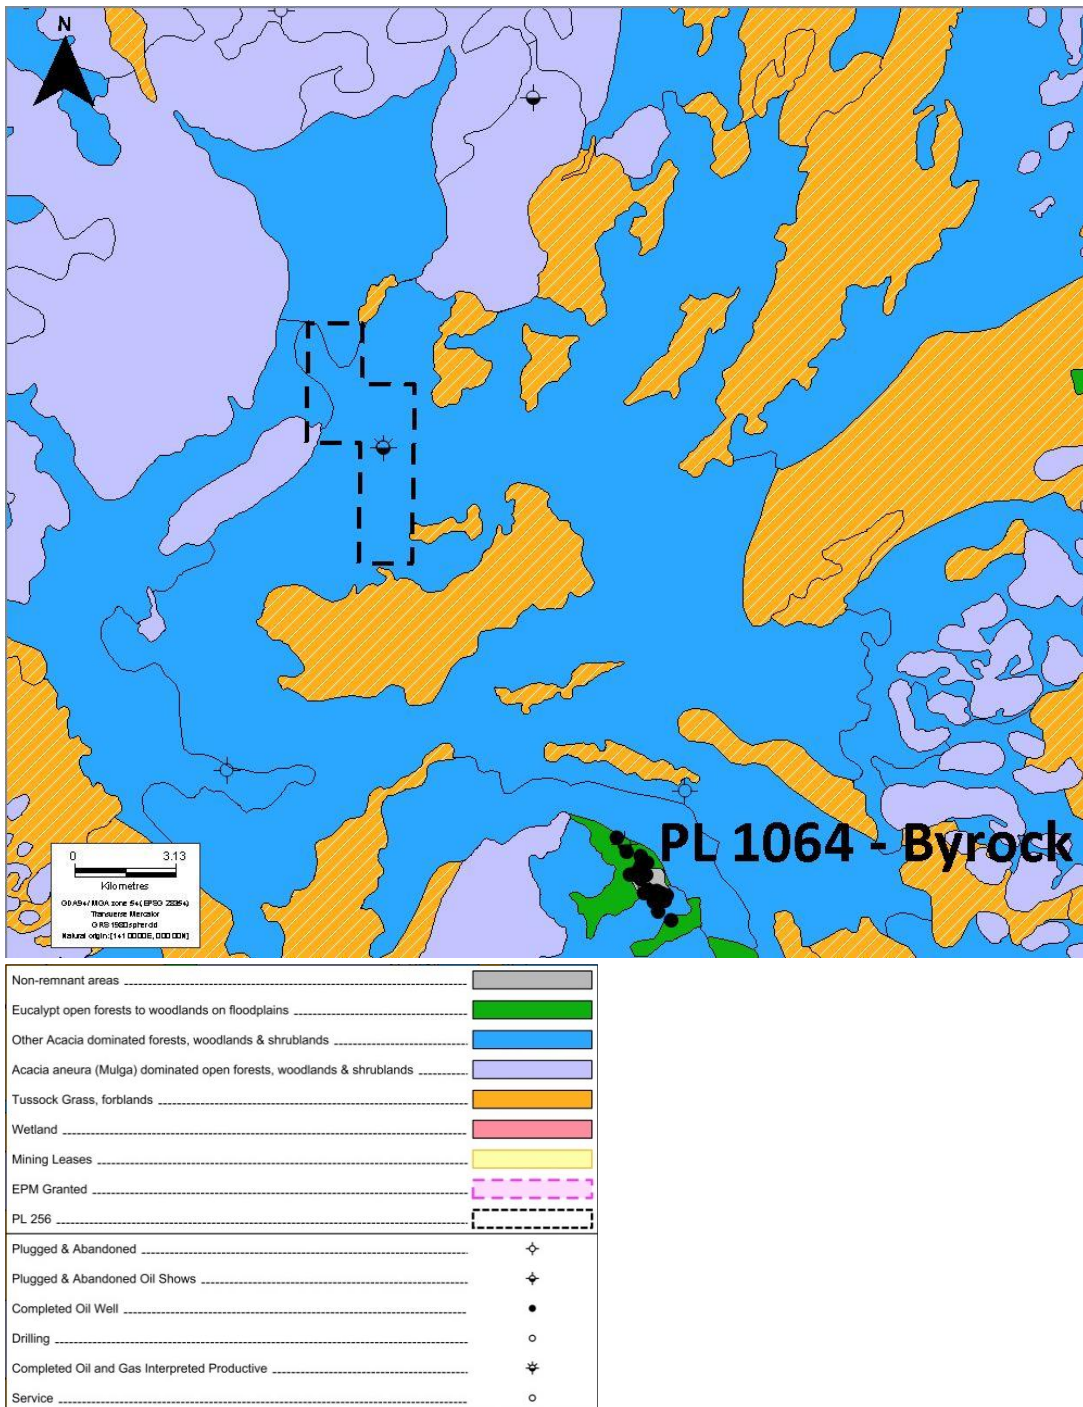 N
PL 1064 - Byrock
0 3.13
Kilometres
Transverse Mercator
Non-remnant areas
Eucalypt open forests to woodlands on floodplains
Other Acacia dominated forests, woodlands & shrublands
Acacia aneura (Mulga) dominated open forests, woodlands & shrublands
Tussock Grass, forblands
Wetland
Mining Leases
EPM Granted
PL 256
Plugged & Abandoned
Plugged & Abandoned Oil Shows
Completed Oil Well
Drilling
Completed Oil and Gas Interpreted Productive
Service